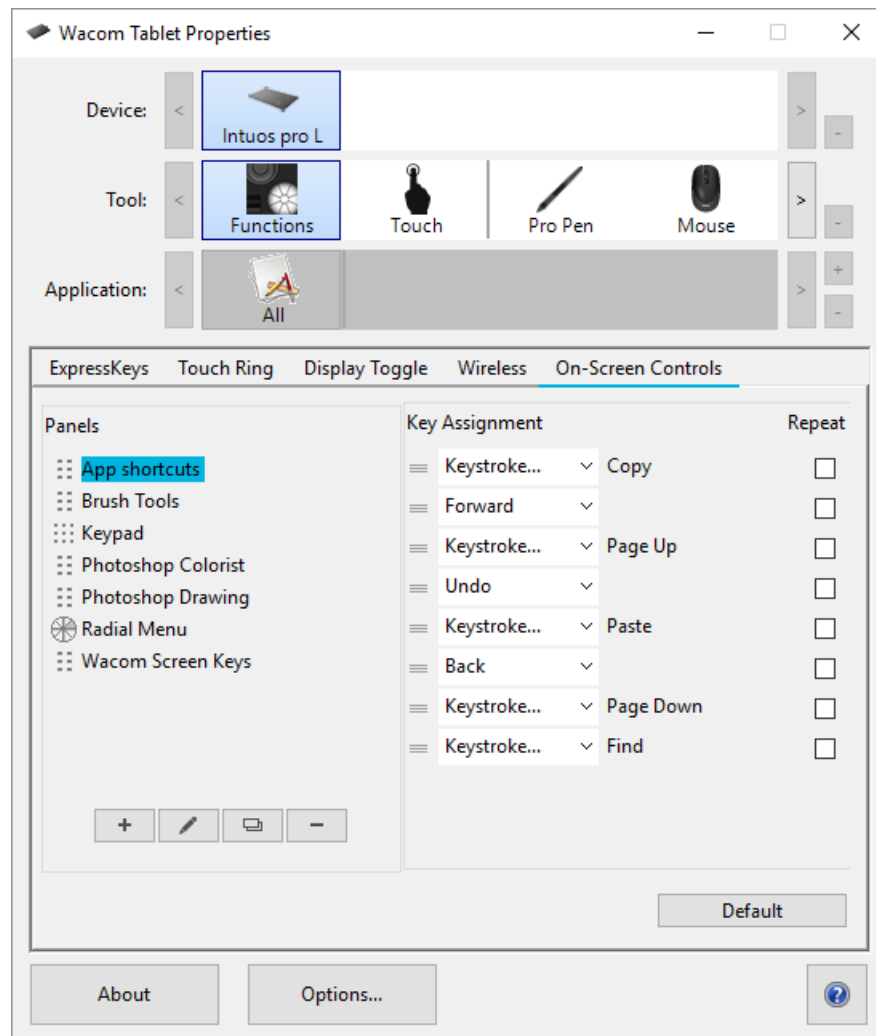 Wacom Tablet Properties
Device:
<
Intuos pro L
>
-
Tool:
<
Functions
Touch
Pro Pen
Mouse
>
-
Application:
<
All
>
+
-
ExpressKeys Touch Ring Display Toggle Wireless On-Screen Controls
Panels
App shortcuts
Brush Tools
Keypad
Photoshop Colorist
Photoshop Drawing
Radial Menu
Wacom Screen Keys
+ -
Key Assignment Repeat
Keystroke... Copy
Forward
Keystroke... Page Up
Undo
Keystroke... Paste
Back
Keystroke... Page Down
Keystroke... Find
Default
About Options... ?